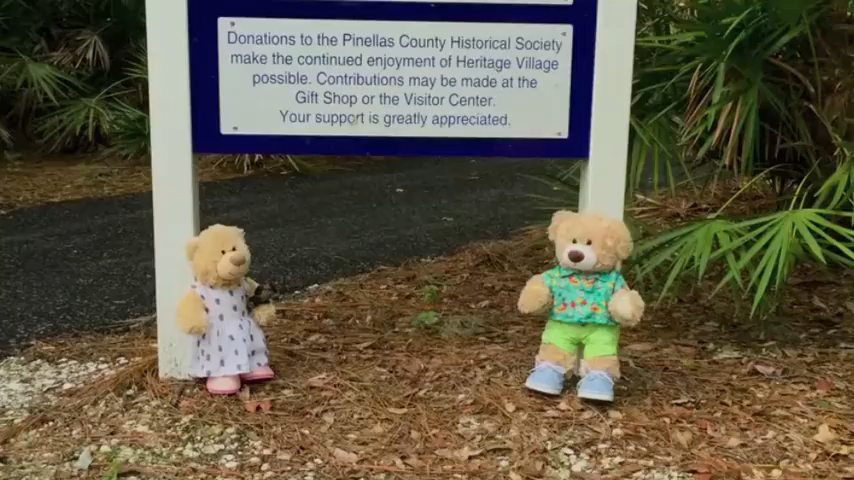 Donations to the Pinellas County Historical Society
make the continued enjoyment of Heritage Village
possible. Contributions may be made at the
Gift Shop or the Visitor Center.
Your support is greatly appreciated.